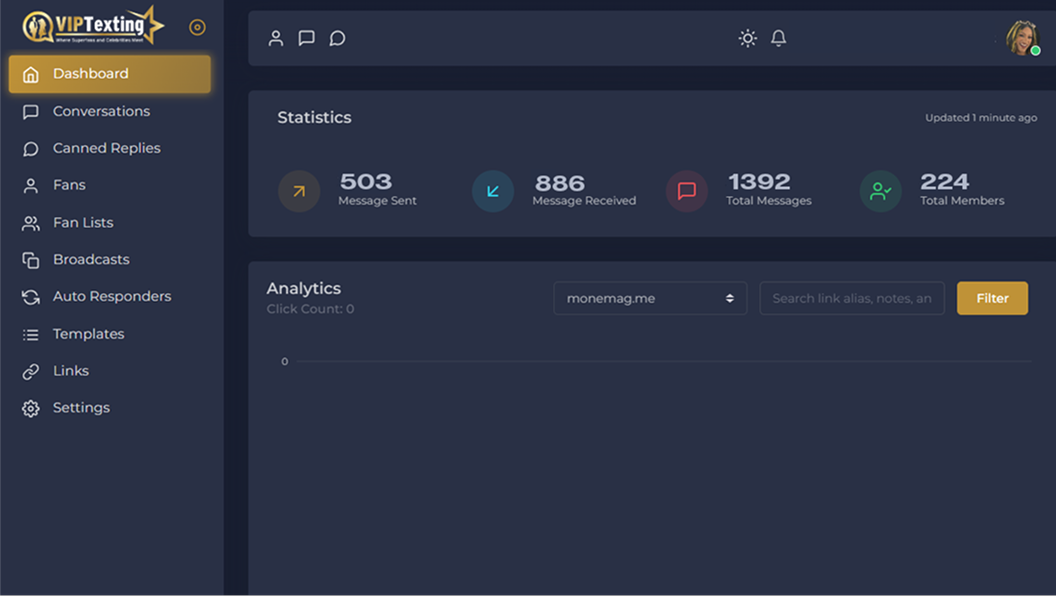 VIPTexting
Where Superfans and Celebrities Meet
Dashboard
Conversations
Canned Replies
Fans
Fan Lists
Broadcasts
Auto Responders
Templates
Links
Settings
Statistics
Updated 1 minute ago
503
Message Sent
886
Message Received
1392
Total Messages
224
Total Members
Analytics
Click Count: 0
monemag.me
Search link alias, notes, an
Filter
0